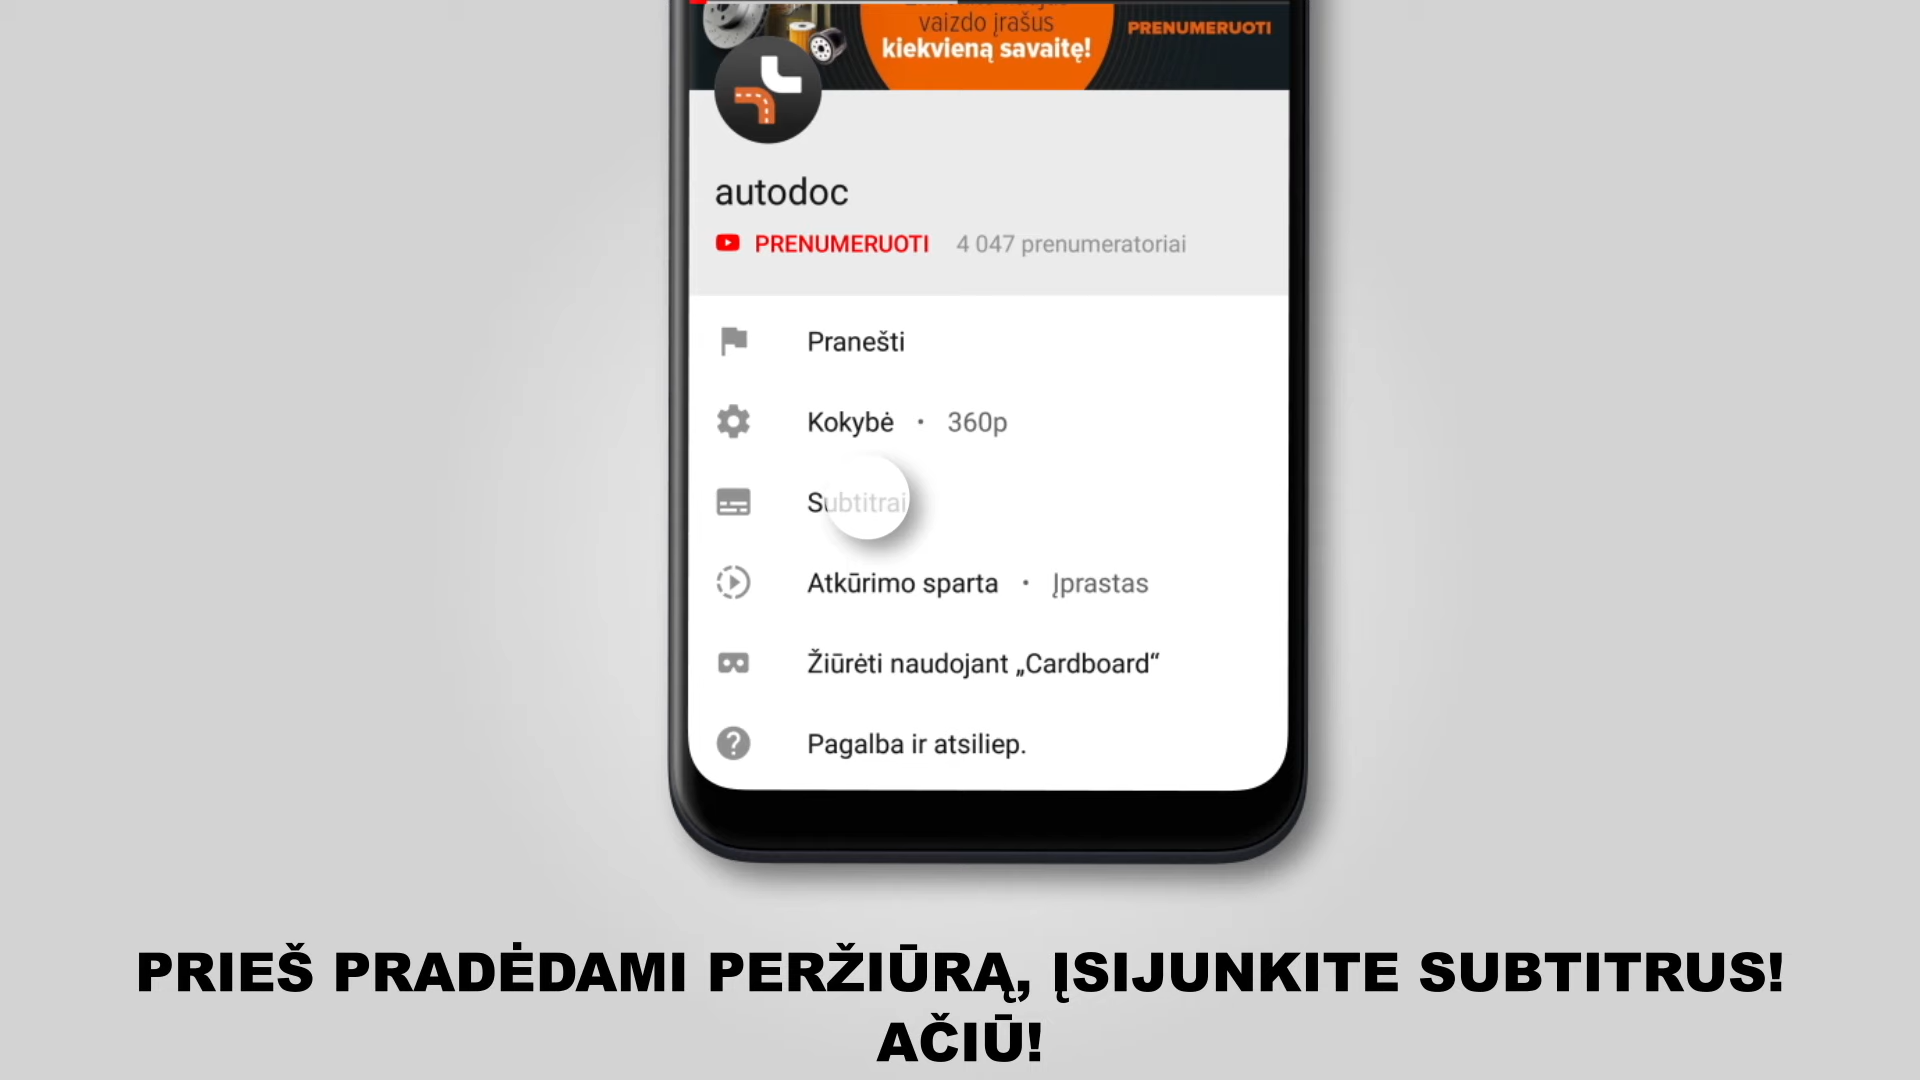 vaizdo įrašus
kiekvieną savaitę!
PRENUMERUOTI
autodoc
PRENUMERUOTI 4 047 prenumeratoriai
Pranešti
Kokybė • 360p
Subtitrai
Atkūrimo sparta • Įprastas
Žiūrėti naudojant „Cardboard“
Pagalba ir atsiliep.
PRIEŠ PRADĖDAMI PERŽIŪRĄ, ĮSIJUNKITE SUBTITRUS!
AČIŪ!